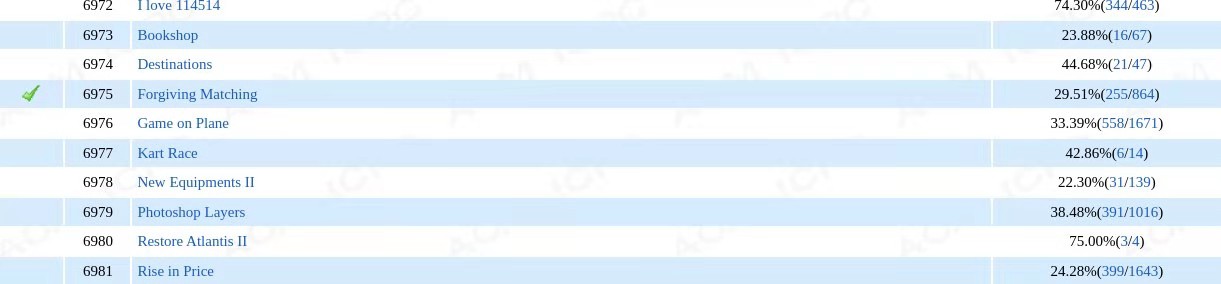 6972 I love 114514 74.30%(344/463)
6973 Bookshop 23.88%(16/67)
6974 Destinations 44.68%(21/47)
6975 Forgiving Matching 29.51%(255/864)
6976 Game on Plane 33.39%(558/1671)
6977 Kart Race 42.86%(6/14)
6978 New Equipments II 22.30%(31/139)
6979 Photoshop Layers 38.48%(391/1016)
6980 Restore Atlantis II 75.00%(3/4)
6981 Rise in Price 24.28%(399/1643)